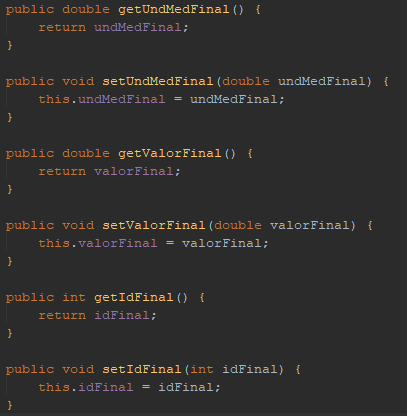 public double getUndMedFinal() {
    return undMedFinal;
}

public void setUndMedFinal(double undMedFinal) {
    this.undMedFinal = undMedFinal;
}

public double getValorFinal() {
    return valorFinal;
}

public void setValorFinal(double valorFinal) {
    this.valorFinal = valorFinal;
}

public int getIdFinal() {
    return idFinal;
}

public void setIdFinal(int idFinal) {
    this.idFinal = idFinal;
}